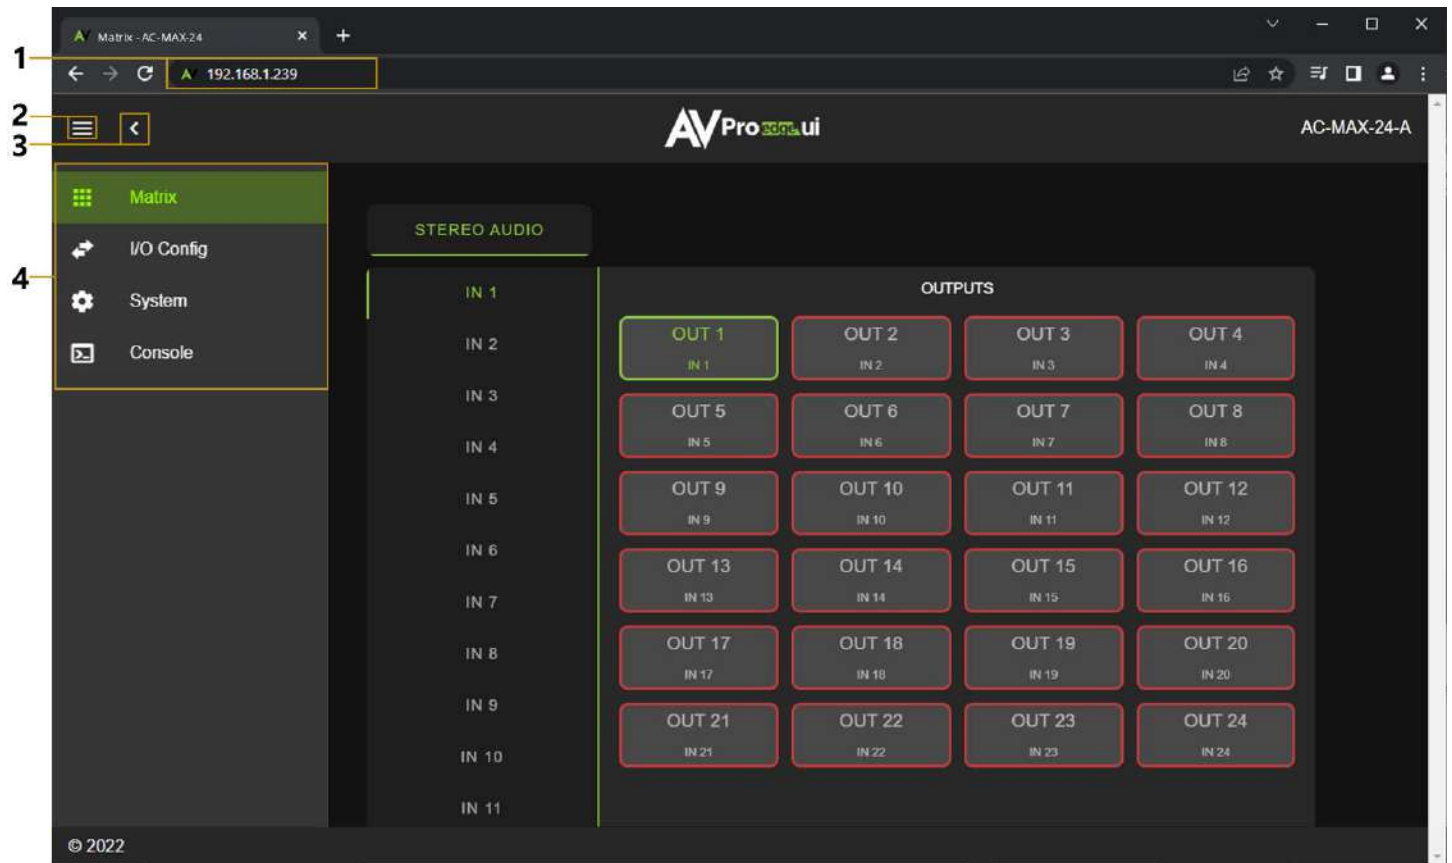 Matrix - AC-MAX-24
1
192.168.1.239
2
3
AV Pro edge.ui
AC-MAX-24-A
4
Matrix
I/O Config
System
Console
STEREO AUDIO
IN 1
IN 2
IN 3
IN 4
IN 5
IN 6
IN 7
IN 8
IN 9
IN 10
IN 11
OUTPUTS
OUT 1 OUT 2 OUT 3 OUT 4
IN 1 IN 2 IN 3 IN 4
OUT 5 OUT 6 OUT 7 OUT 8
IN 5 IN 6 IN 7 IN 8
OUT 9 OUT 10 OUT 11 OUT 12
IN 9 IN 10 IN 11 IN 12
OUT 13 OUT 14 OUT 15 OUT 16
IN 13 IN 14 IN 15 IN 16
OUT 17 OUT 18 OUT 19 OUT 20
IN 17 IN 18 IN 19 IN 20
OUT 21 OUT 22 OUT 23 OUT 24
IN 21 IN 22 IN 23 IN 24
© 2022